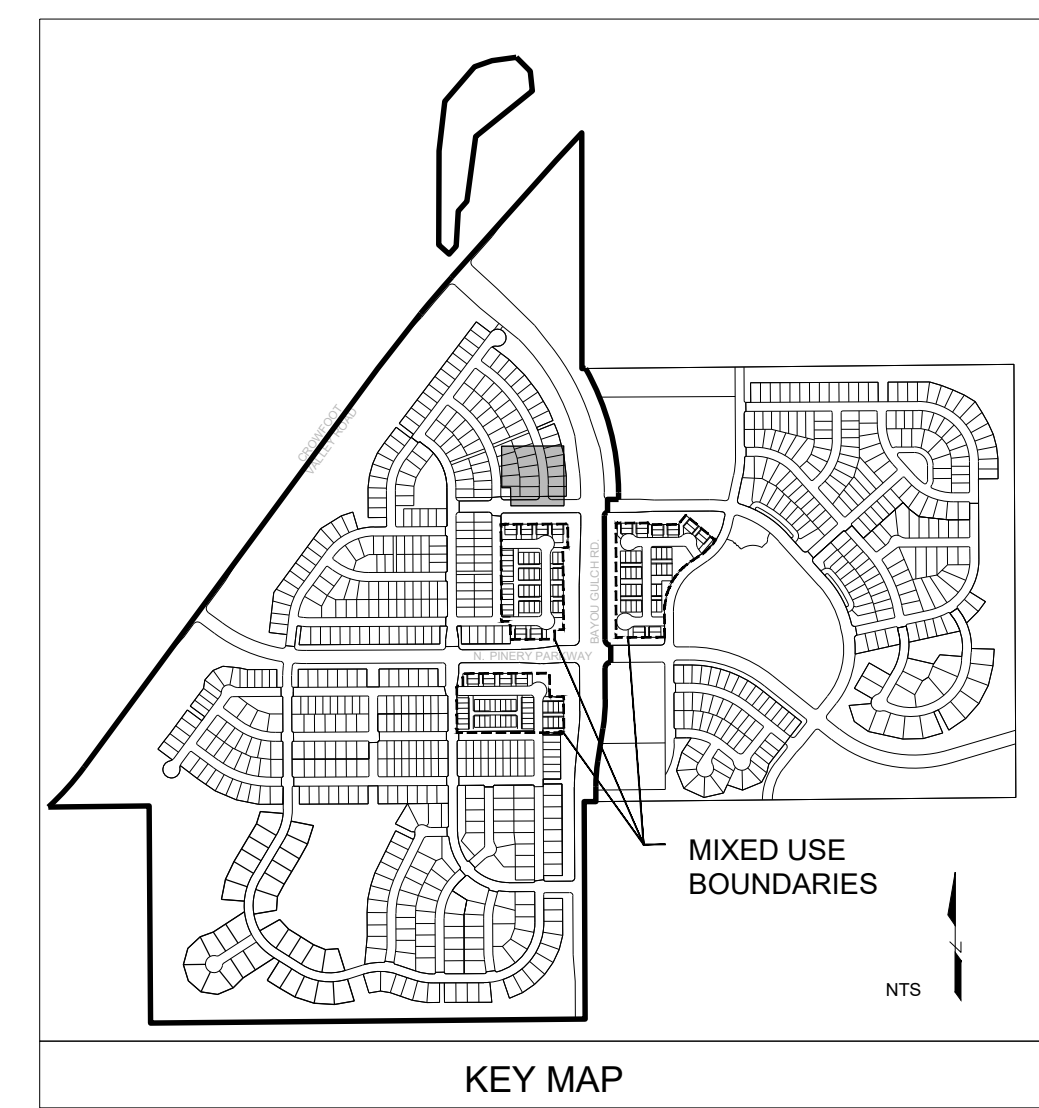 CROWFOOT
VALLEY ROAD
BAYOU GULCH RD.
N. PINERY PARKWAY
MIXED USE
BOUNDARIES
N
NTS
KEY MAP